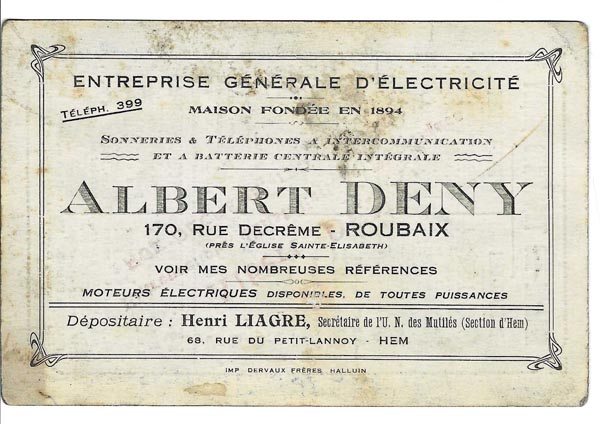 ENTREPRISE GÉNÉRALE D'ÉLECTRICITÉ
TÉLÉPH. 399
MAISON FONDÉE EN 1894
SONNERIES & TÉLÉPHONES A INTERCOMMUNICATION
ET A BATTERIE CENTRALE INTÉGRALE
ALBERT DENY
170, RUE DECRÊME - ROUBAIX
(PRÈS L'ÉGLISE SAINTE-ELISABETH)
VOIR MES NOMBREUSES RÉFÉRENCES
MOTEURS ÉLECTRIQUES DISPONIBLES, DE TOUTES PUISSANCES
Dépositaire : Henri LIAGRE, Secrétaire de l'U. N. des Mutilés (Section d'Hem)
68, RUE DU PETIT-LANNOY - HEM
IMP DERVAUX FRÈRES HALLUIN